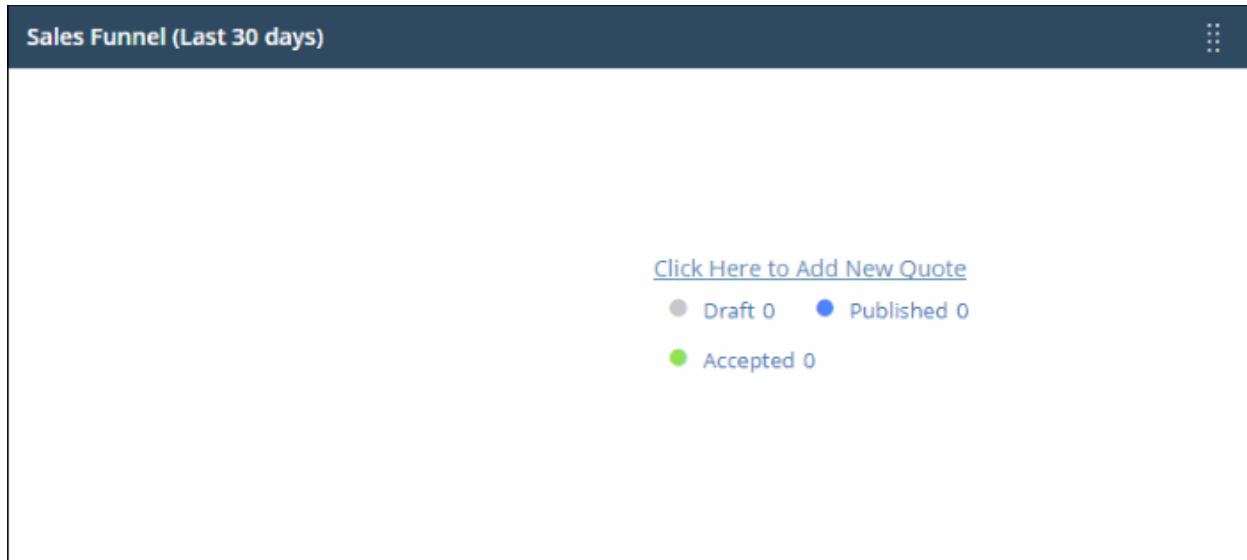 Sales Funnel (Last 30 days)
Click Here to Add New Quote
Draft 0 Published 0
Accepted 0